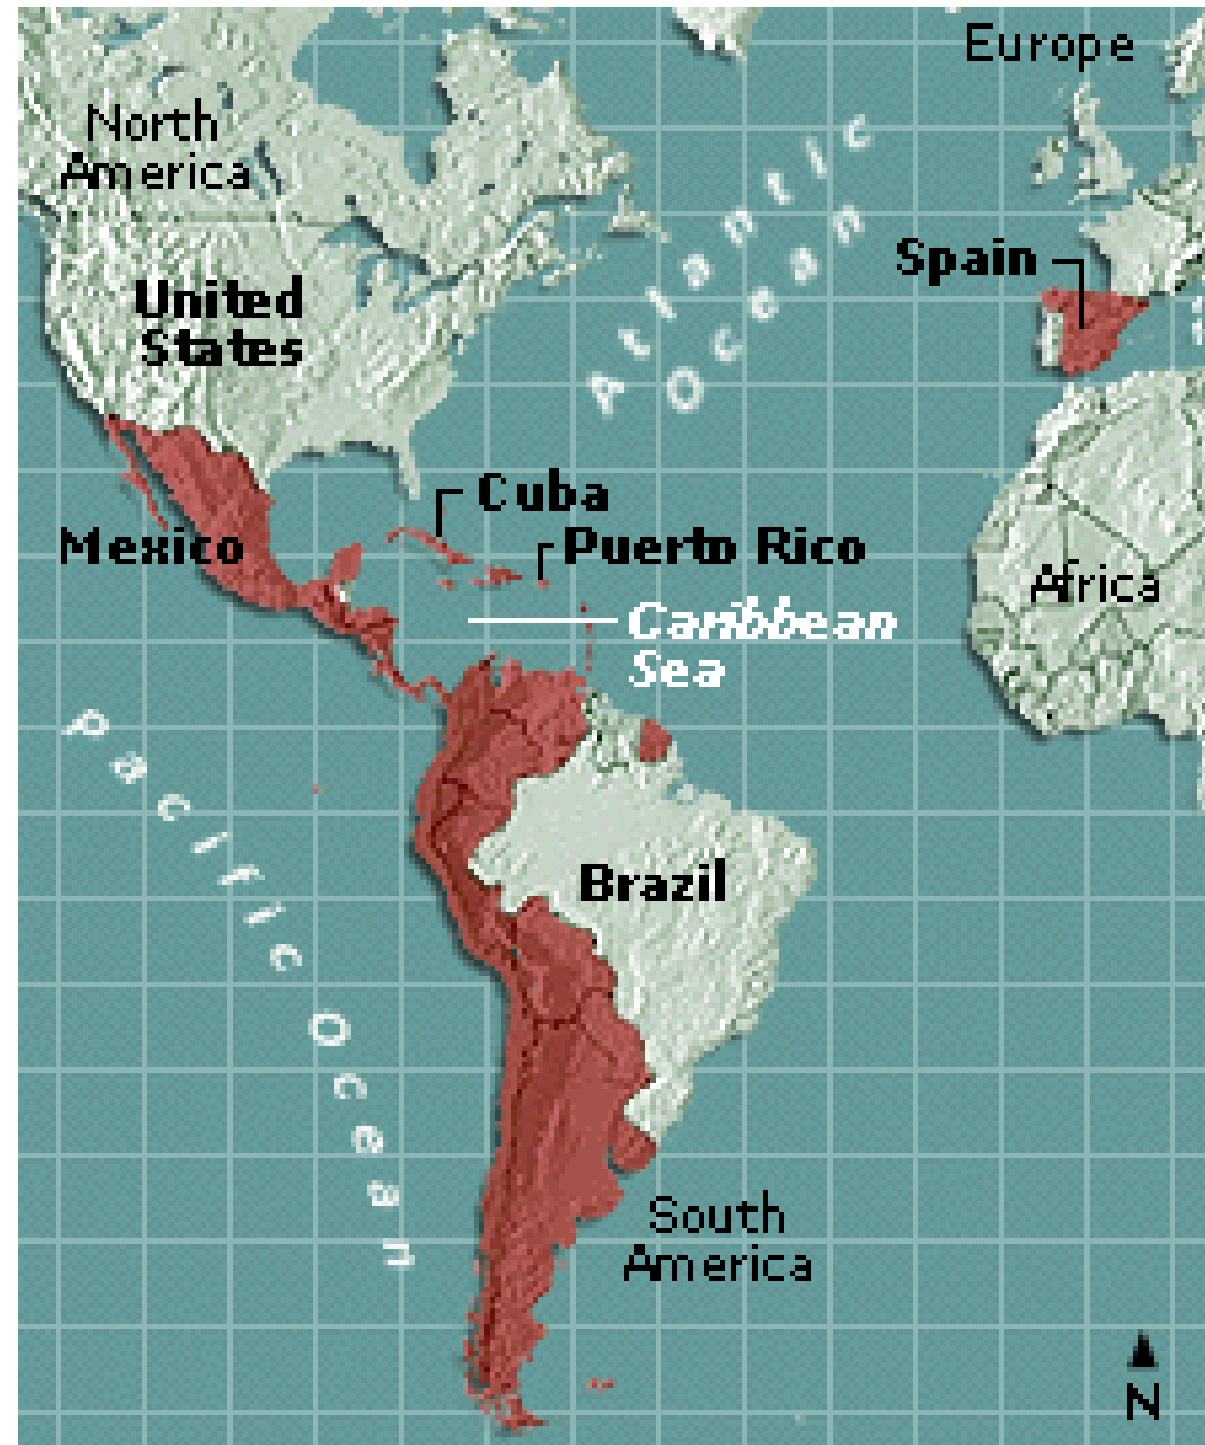 Europe
North
America
Atlantic
Ocean
Spain
United
States
Cuba
Mexico
Puerto Rico
Africa
Caribbean
Sea
Pacific Ocean
Brazil
South
America
N